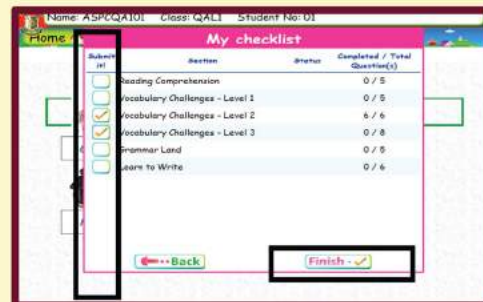 Name: ASPCQA101 Class: QAL1 Student No: 01
Home
My checklist
Submit it! Section Status Completed / Total Question(s)
Reading Comprehension 0 / 5
Vocabulary Challenges - Level 1 0 / 5
Vocabulary Challenges - Level 2 6 / 6
Vocabulary Challenges - Level 3 0 / 8
Grammar Land 0 / 5
Learn to Write 0 / 6
Back Finish -